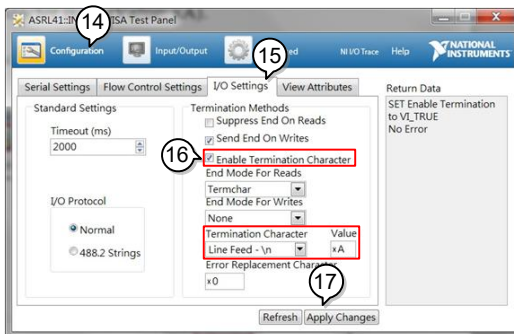 ASRL41::IN ISA Test Panel
14
Configuration Input/Output ed NI I/O Trace Help NATIONAL INSTRUMENTS
15
Serial Settings Flow Control Settings I/O Settings View Attributes
Return Data
SET Enable Termination
to VI_TRUE
No Error
Standard Settings
Timeout (ms)
2000
I/O Protocol
Normal
488.2 Strings
Termination Methods
Suppress End On Reads
Send End On Writes
16
Enable Termination Character
End Mode For Reads
Termchar
End Mode For Writes
None
Termination Character Value
Line Feed - \n xA
Error Replacement Character
x0
17
Refresh Apply Changes